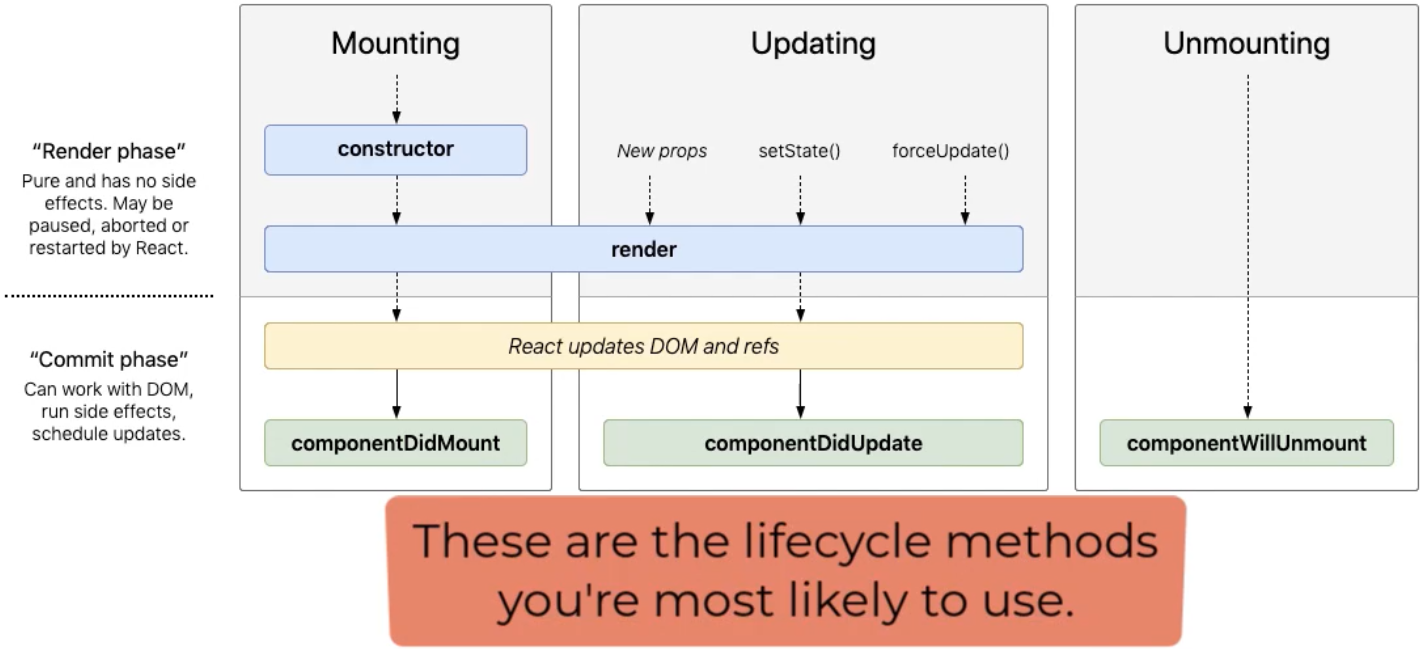 Mounting
Updating
Unmounting
“Render phase”
Pure and has no side
effects. May be
paused, aborted or
restarted by React.
constructor
New props
setState()
forceUpdate()
render
“Commit phase”
Can work with DOM,
run side effects,
schedule updates.
React updates DOM and refs
componentDidMount
componentDidUpdate
componentWillUnmount
These are the lifecycle methods
you're most likely to use.